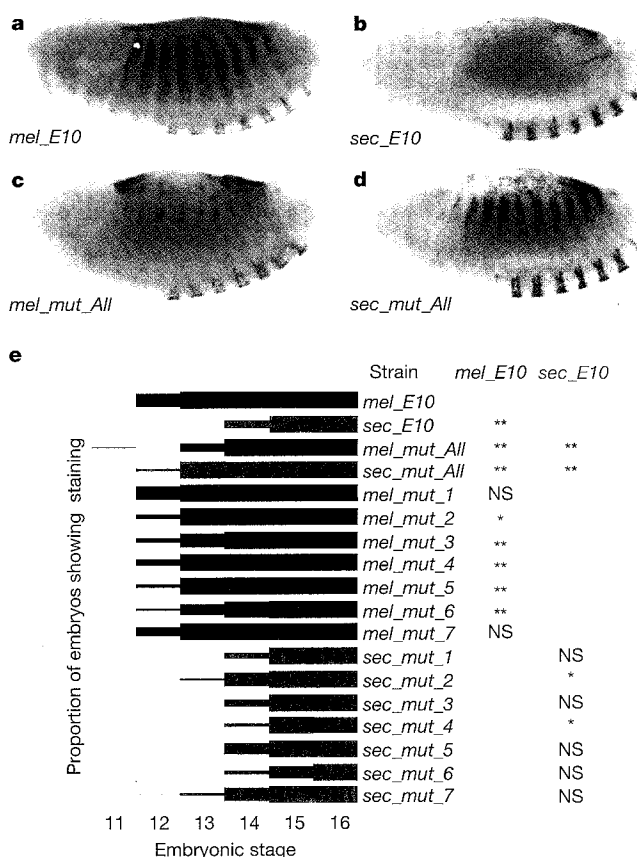 a
b
mel_E10
sec_E10
c
d
mel_mut_All
sec_mut_All
e
Strain mel_E10 sec_E10
mel_E10
sec_E10 **
mel_mut_All ** **
sec_mut_All ** **
mel_mut_1 NS
mel_mut_2 *
mel_mut_3 **
mel_mut_4 **
mel_mut_5 **
mel_mut_6 **
mel_mut_7 NS
sec_mut_1 NS
sec_mut_2 *
sec_mut_3 NS
sec_mut_4 *
sec_mut_5 NS
sec_mut_6 NS
sec_mut_7 NS
Proportion of embryos showing staining
11 12 13 14 15 16
Embryonic stage